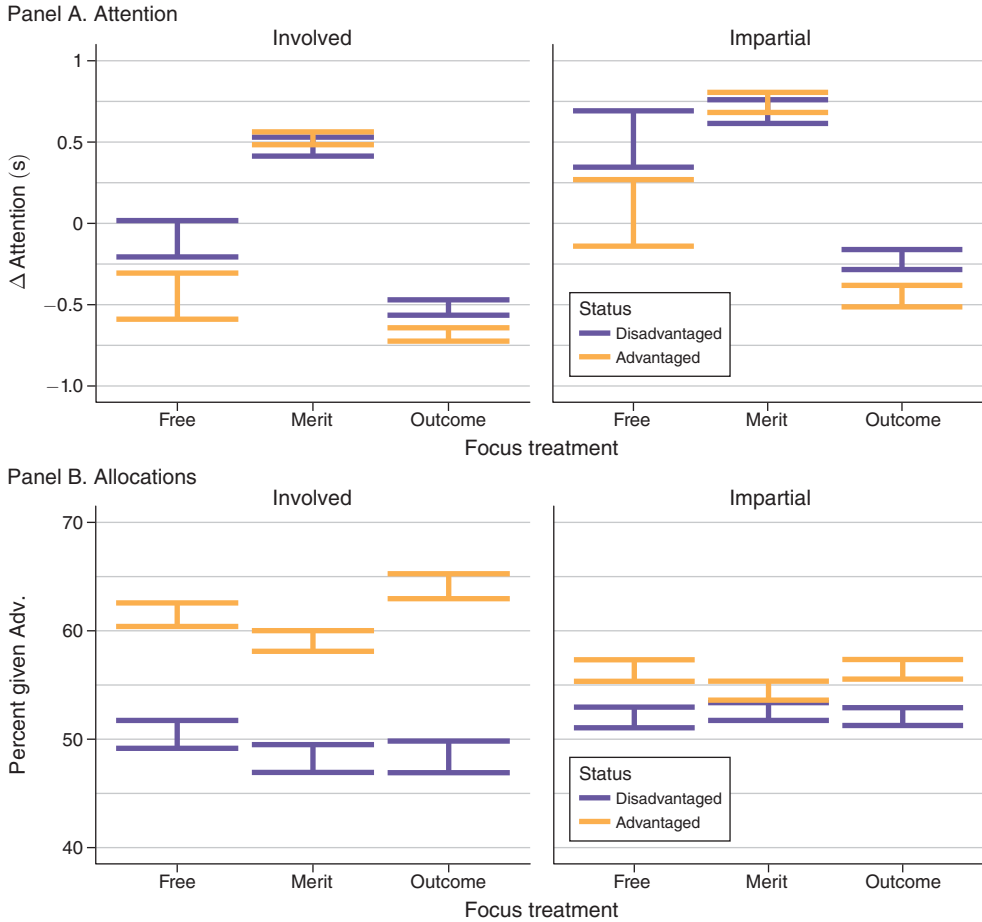 Panel A. Attention
Involved
Impartial
1
0.5
0
−0.5
−1.0
Δ Attention (s)
Status
Disadvantaged
Advantaged
Free
Merit
Outcome
Free
Merit
Outcome
Focus treatment
Panel B. Allocations
Involved
Impartial
70
60
50
40
Percent given Adv.
Status
Disadvantaged
Advantaged
Free
Merit
Outcome
Free
Merit
Outcome
Focus treatment